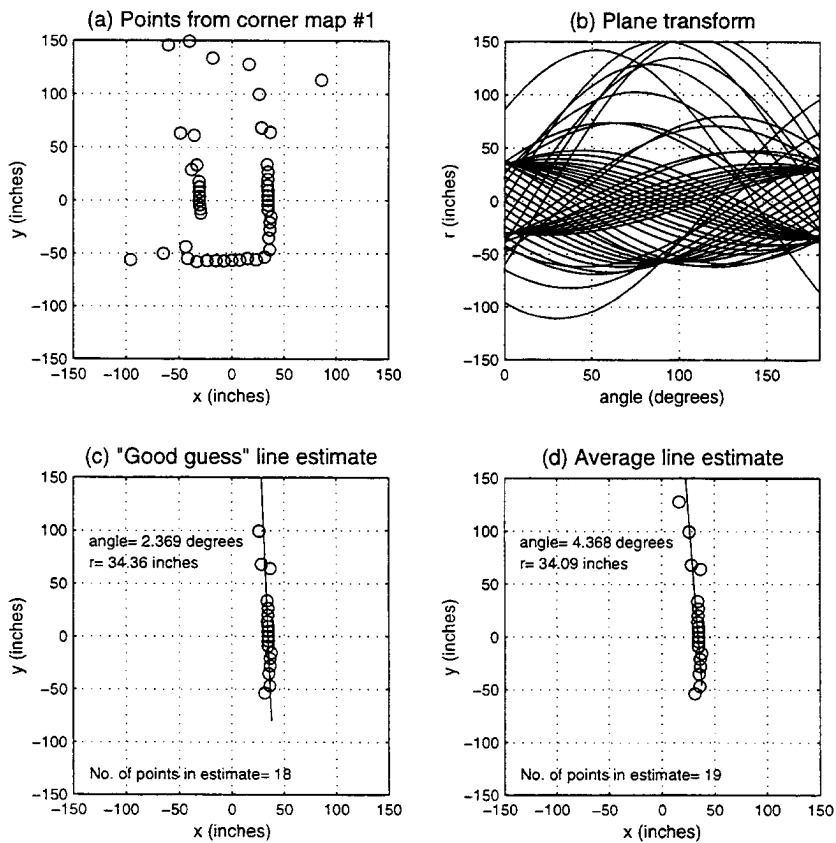 (a) Points from corner map #1
150
100
50
0
−50
−100
−150
y (inches)
−150 −100 −50 0 50 100 150
x (inches)
(b) Plane transform
150
100
50
0
−50
−100
−150
r (inches)
0 50 100 150
angle (degrees)
(c) "Good guess" line estimate
150
100
50
0
−50
−100
−150
y (inches)
angle= 2.369 degrees
r= 34.36 inches
No. of points in estimate= 18
−150 −100 −50 0 50 100 150
x (inches)
(d) Average line estimate
150
100
50
0
−50
−100
−150
y (inches)
angle= 4.368 degrees
r= 34.09 inches
No. of points in estimate= 19
−150 −100 −50 0 50 100 150
x (inches)